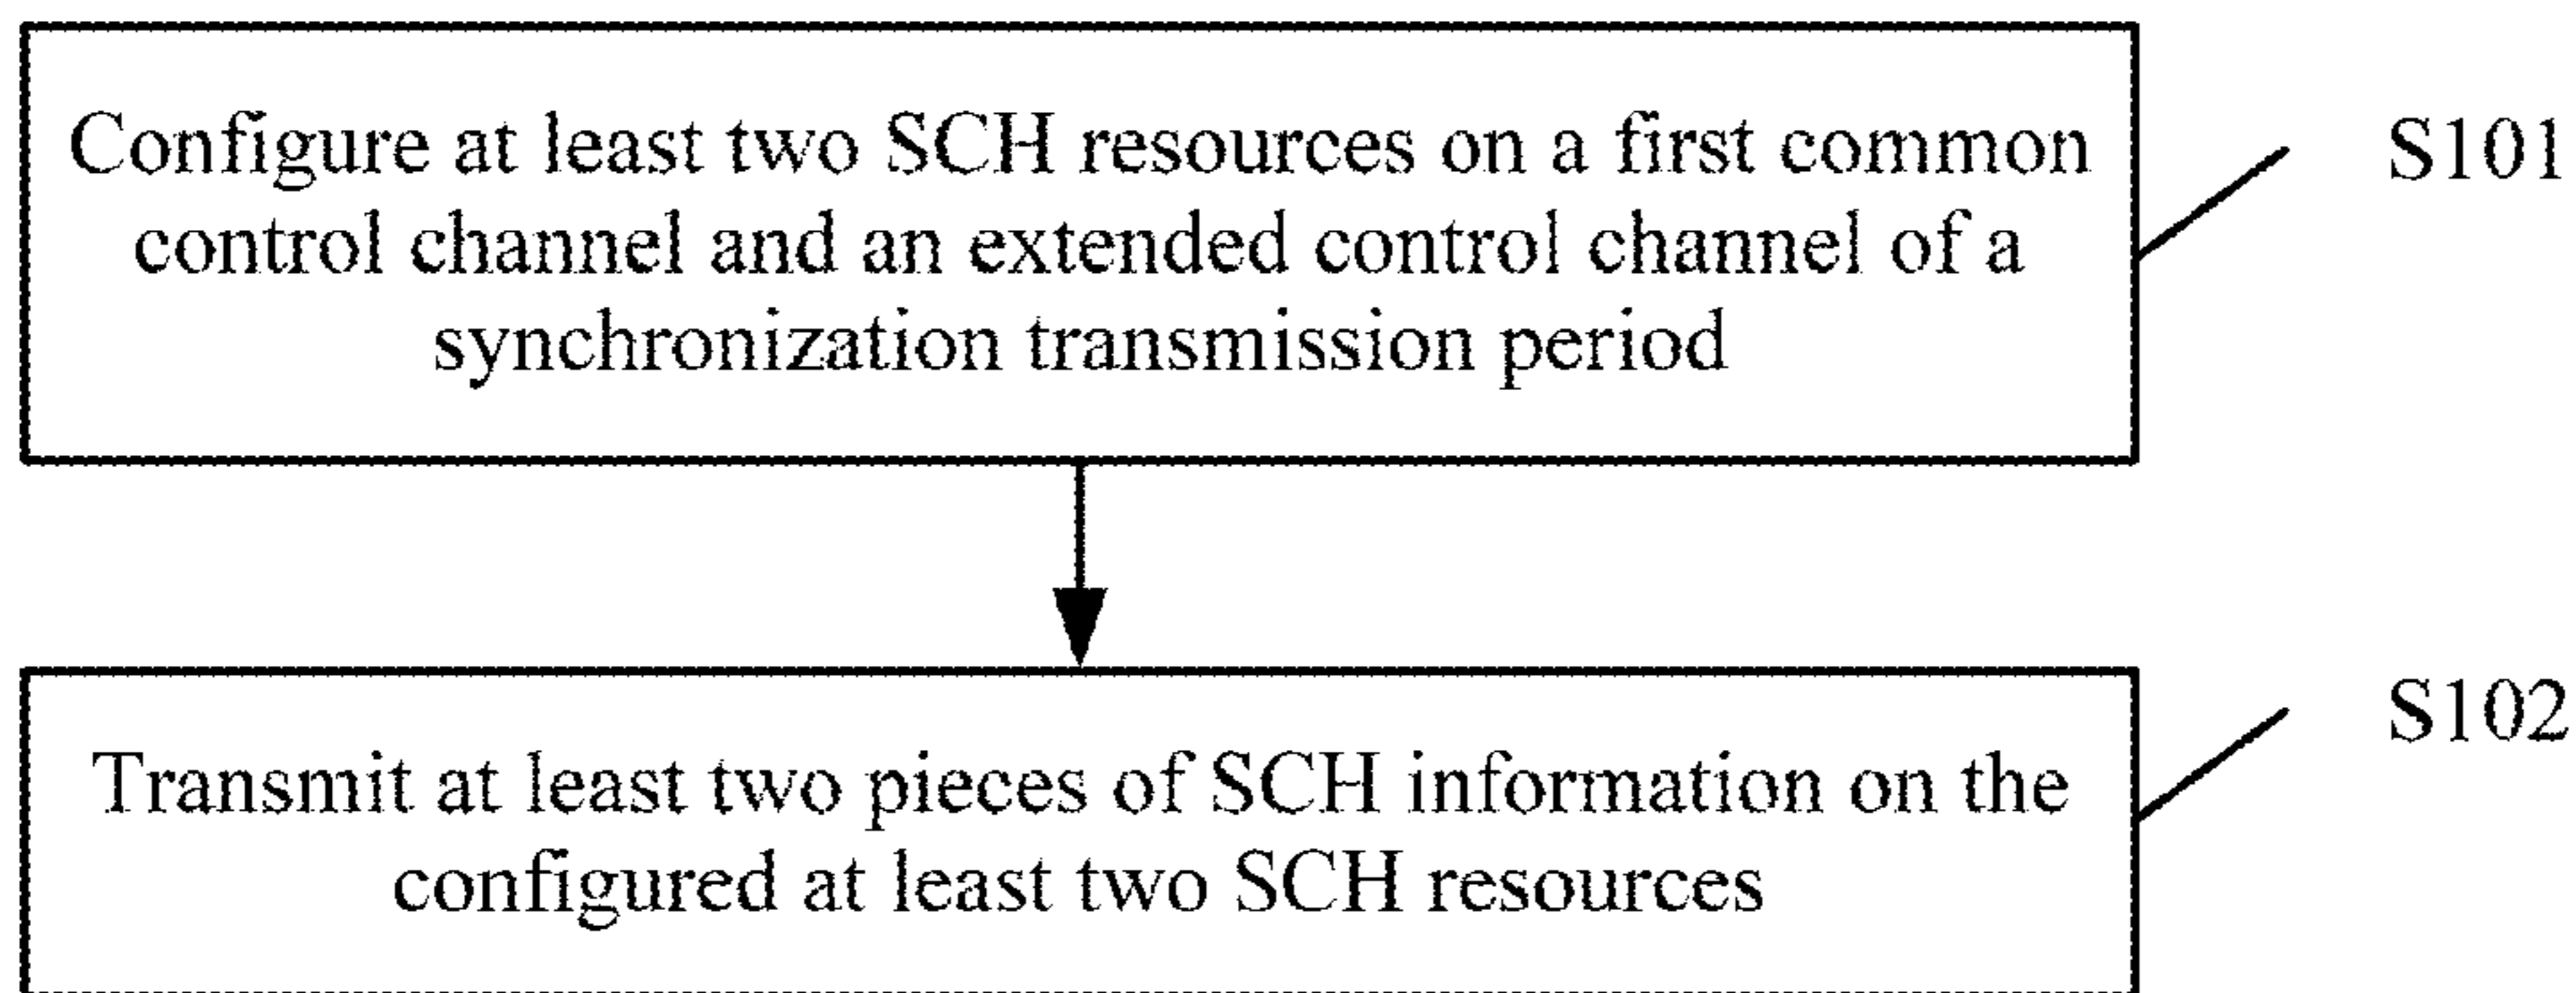 Configure at least two SCH resources on a first common
control channel and an extended control channel of a
synchronization transmission period
S101
Transmit at least two pieces of SCH information on the
configured at least two SCH resources
S102